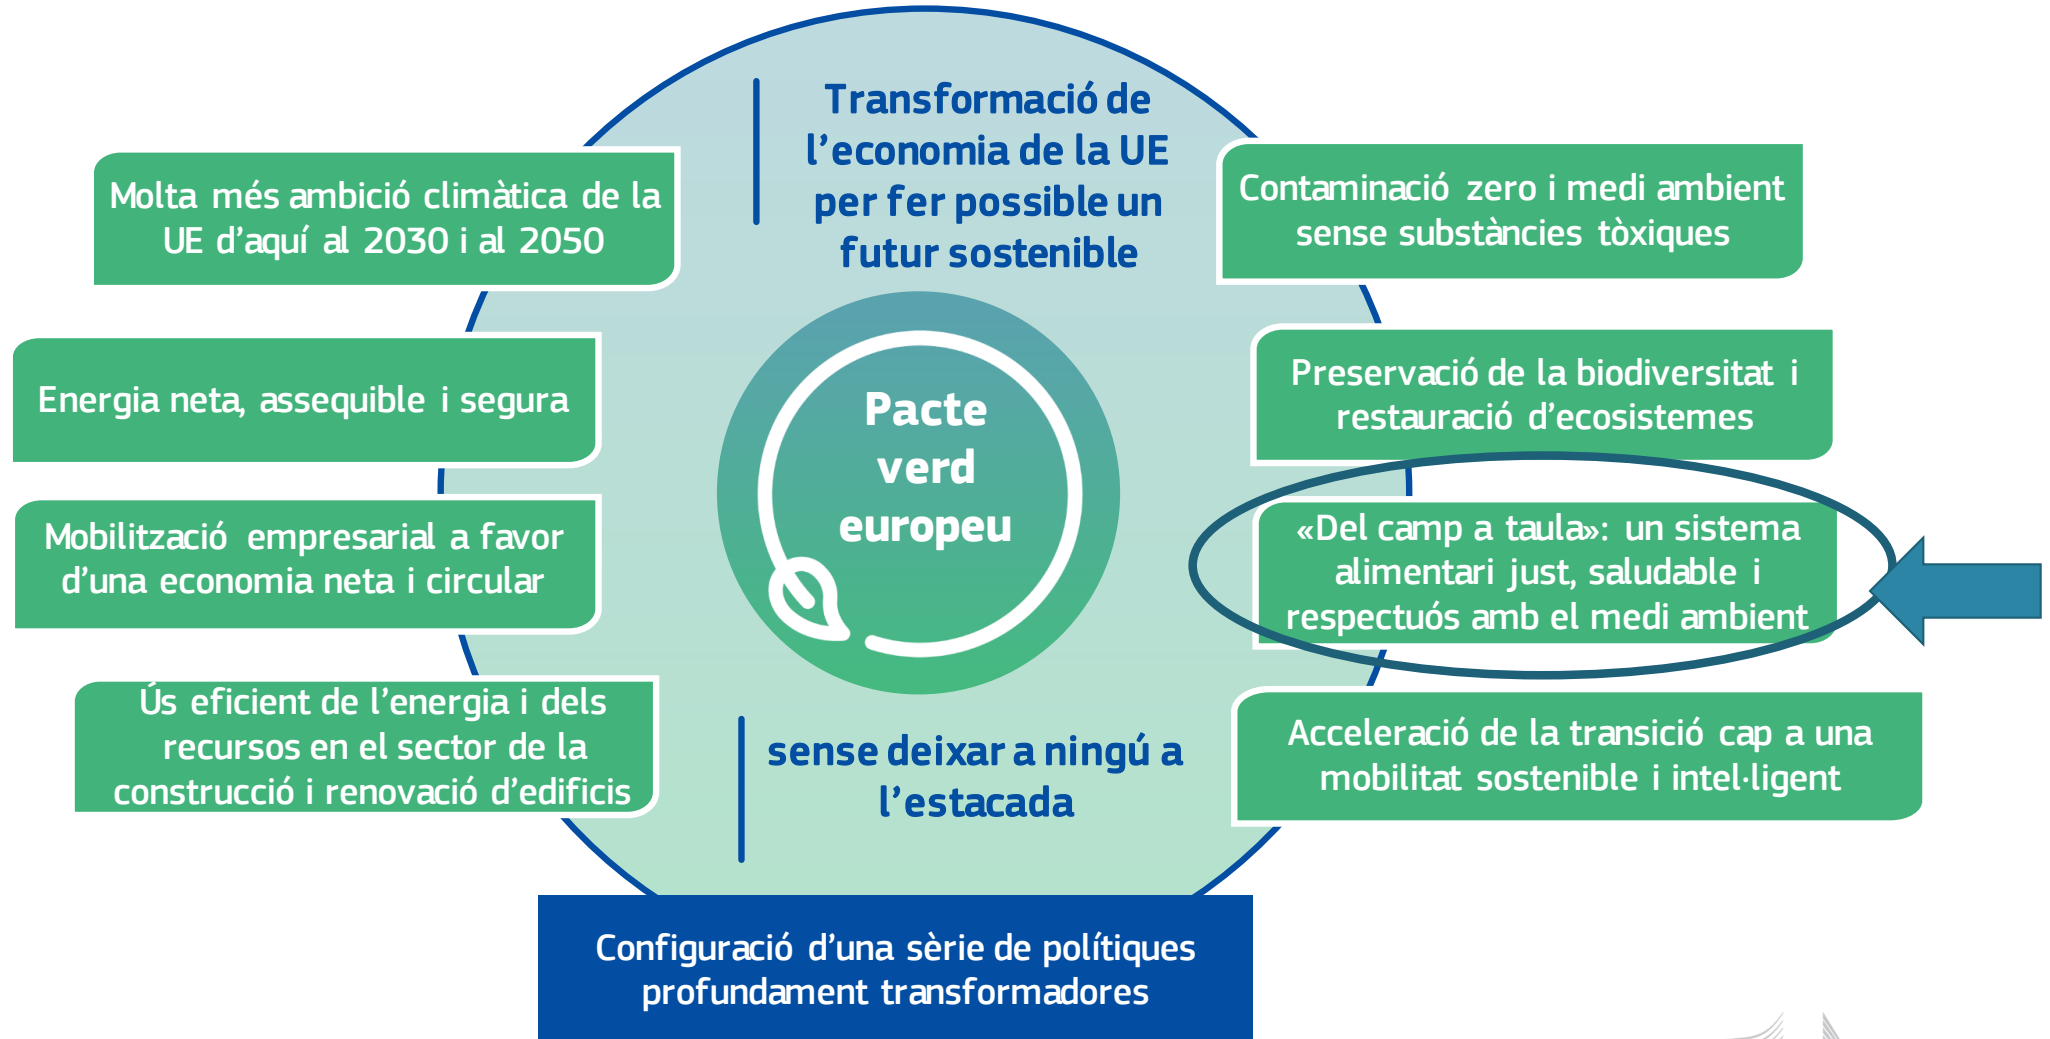 Transformació de
l’economia de la UE
per fer possible un
futur sostenible
Molta més ambició climàtica de la
UE d’aquí al 2030 i al 2050
Energia neta, assequible i segura
Mobilització empresarial a favor
d’una economia neta i circular
Ús eficient de l’energia i dels
recursos en el sector de la
construcció i renovació d’edificis
Pacte
verd
europeu
Contaminació zero i medi ambient
sense substàncies tòxiques
Preservació de la biodiversitat i
restauració d’ecosistemes
«Del camp a taula»: un sistema
alimentari just, saludable i
respectuós amb el medi ambient
Acceleració de la transició cap a una
mobilitat sostenible i intel·ligent
sense deixar a ningú a
l’estacada
Configuració d’una sèrie de polítiques
profundament transformadores